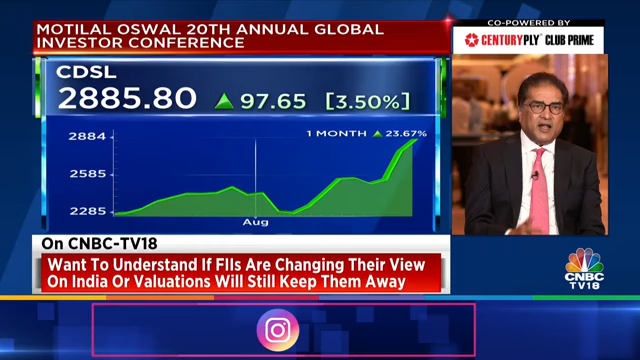 MOTILAL OSWAL 20TH ANNUAL GLOBAL
INVESTOR CONFERENCE
CO-POWERED BY
CENTURYPLY CLUB PRIME
CDSL
2885.80 ▲ 97.65 [3.50%]
1 MONTH ▲ 23.67%
2884
2585
2285
Aug
On CNBC-TV18
Want To Understand If FIIs Are Changing Their View
On India Or Valuations Will Still Keep Them Away
CNBC
TV18